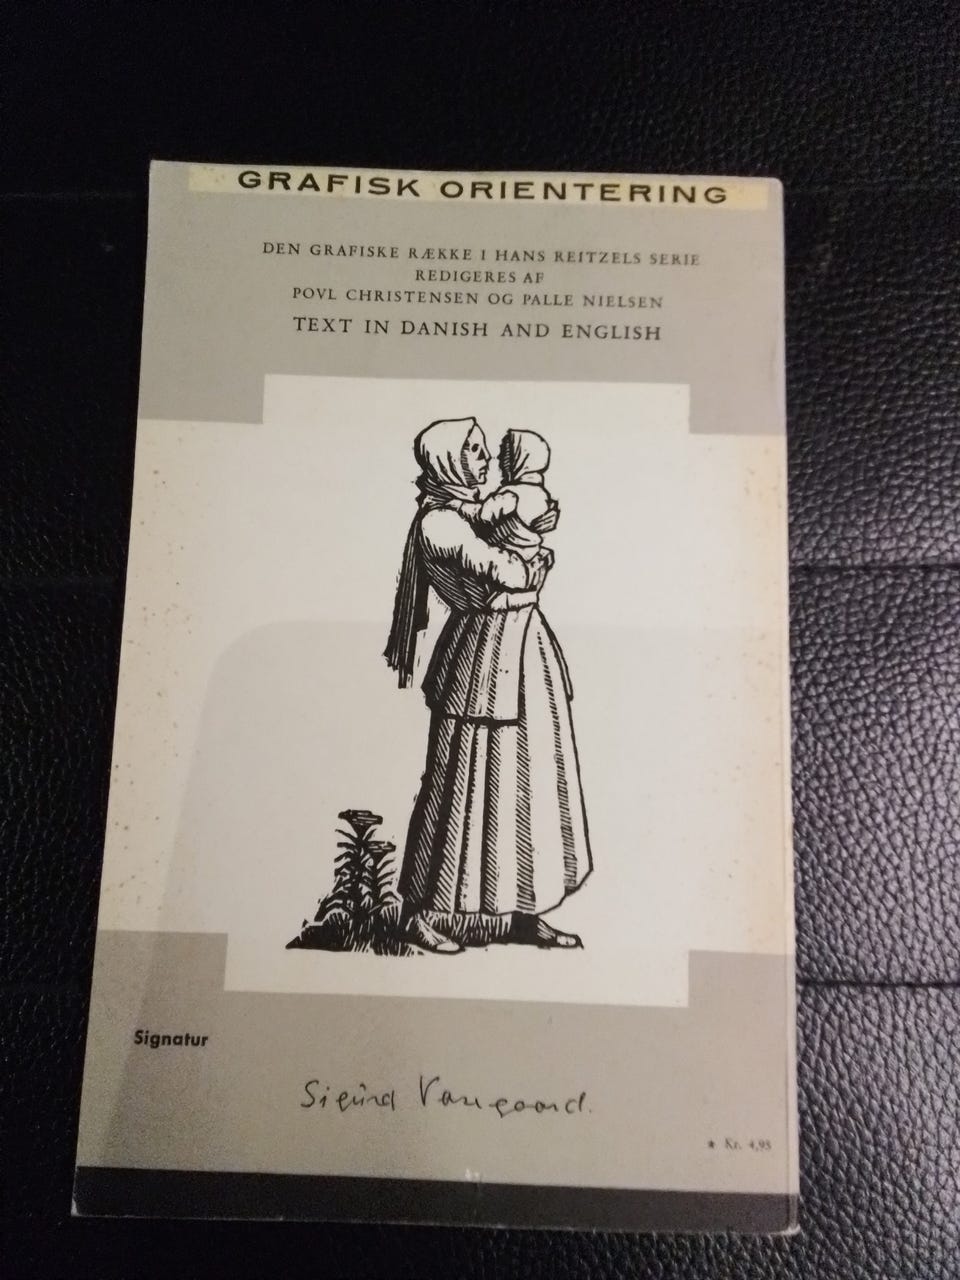 GRAFISK ORIENTERING
DEN GRAFISKE RÆKKE I HANS REITZELS SERIE
REDIGERES AF
POVL CHRISTENSEN OG PALLE NIELSEN
TEXT IN DANISH AND ENGLISH
Signatur
Sigurd Vasegaard.
★ Kr. 4,95